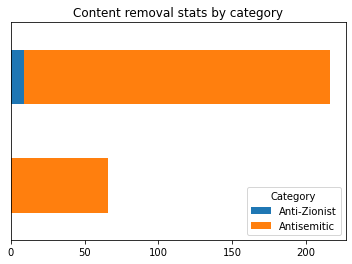 Content removal stats by category
Category
Anti-Zionist
Antisemitic
0 50 100 150 200